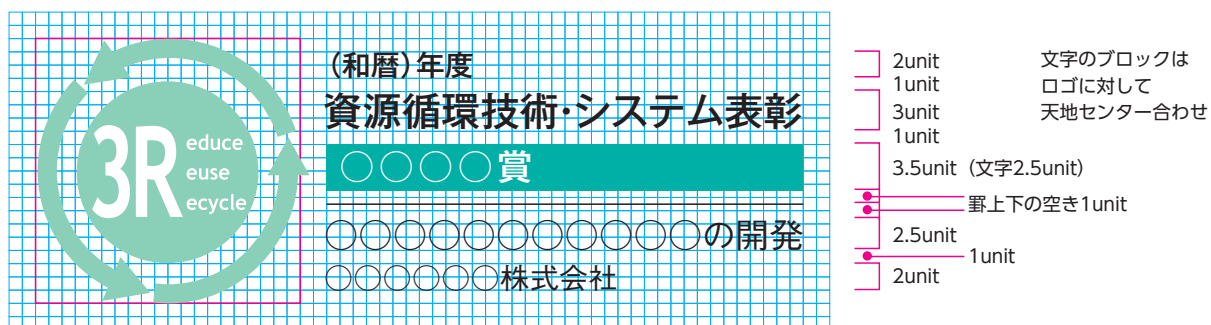 3R
educe
euse
ecycle
（和暦）年度
資源循環技術・システム表彰
○○○○賞
○○○○○○○○○○○の開発
○○○○○○株式会社
2unit
1unit
3unit
1unit
3.5unit（文字2.5unit）
罫上下の空き1unit
2.5unit
1unit
2unit
文字のブロックは
ロゴに対して
天地センター合わせ